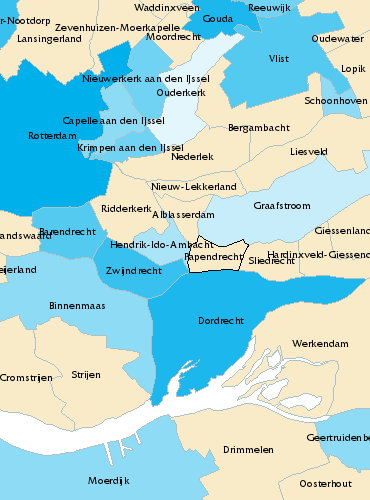 Waddinxveen
Reeuwijk
Gouda
r-Nootdorp
Zevenhuizen-Moerkapelle
Moordrecht
Lansingerland
Oudewater
Vlist
Lopik
Nieuwerkerk aan den IJssel
Ouderkerk
Schoonhoven
Capelle aan den IJssel
Bergambacht
Rotterdam
Krimpen aan den IJssel
Nederlek
Liesveld
Nieuw-Lekkerland
Ridderkerk
Graafstroom
Alblasserdam
Giessenlan
Barendrecht
andswaard
Hendrik-Ido-Ambacht
Papendrecht
Hardinxveld-Giessend
Sliedrecht
eijerland
Zwijndrecht
Binnenmaas
Dordrecht
Werkendam
Strijen
Cromstrijen
Geertruidenbe
Drimmelen
Moerdijk
Oosterhout